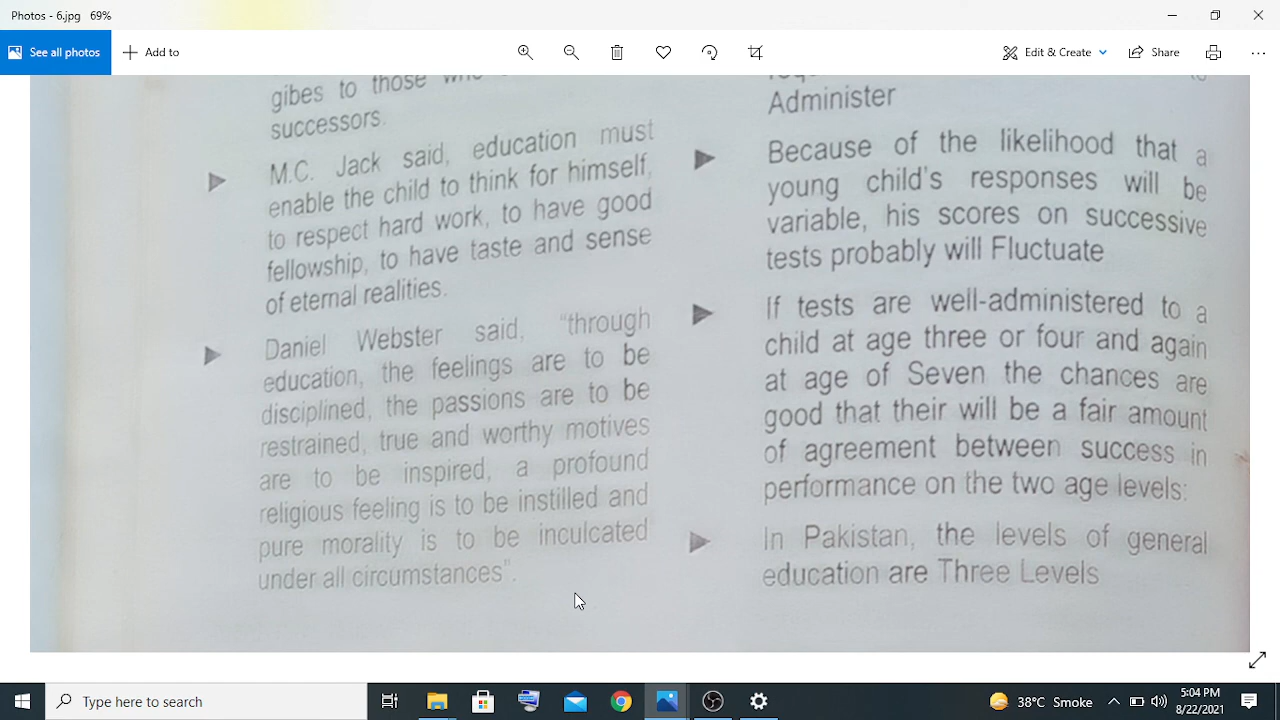 Photos - 6.jpg 69%
See all photos
Add to
Edit & Create
Share
gibes to those
successors.
M.C. Jack said, education must
enable the child to think for himself,
to respect hard work, to have good
fellowship, to have taste and sense
of eternal realities.
Daniel Webster said, "through
education, the feelings are to be
disciplined, the passions are to be
restrained, true and worthy motives
are to be inspired, a profound
religious feeling is to be instilled and
pure morality is to be inculcated
under all circumstances".
Administer
Because of the likelihood that a
young child's responses will be
variable, his scores on successive
tests probably will Fluctuate
If tests are well-administered to a
child at age three or four and again
at age of Seven the chances are
good that their will be a fair amount
of agreement between success in
performance on the two age levels:
In Pakistan, the levels of general
education are Three Levels
Type here to search
38°C Smoke
5:04 PM
8/22/2021